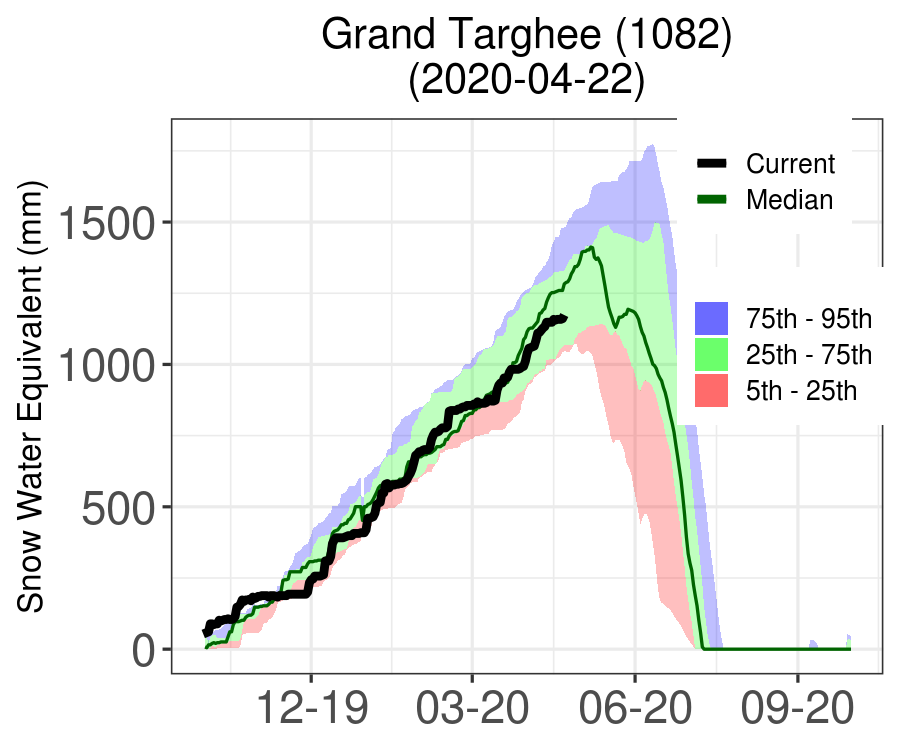 Grand Targhee (1082)
(2020-04-22)
Snow Water Equivalent (mm)
1500
1000
500
0
12-19
03-20
06-20
09-20
Current
Median
75th - 95th
25th - 75th
5th - 25th